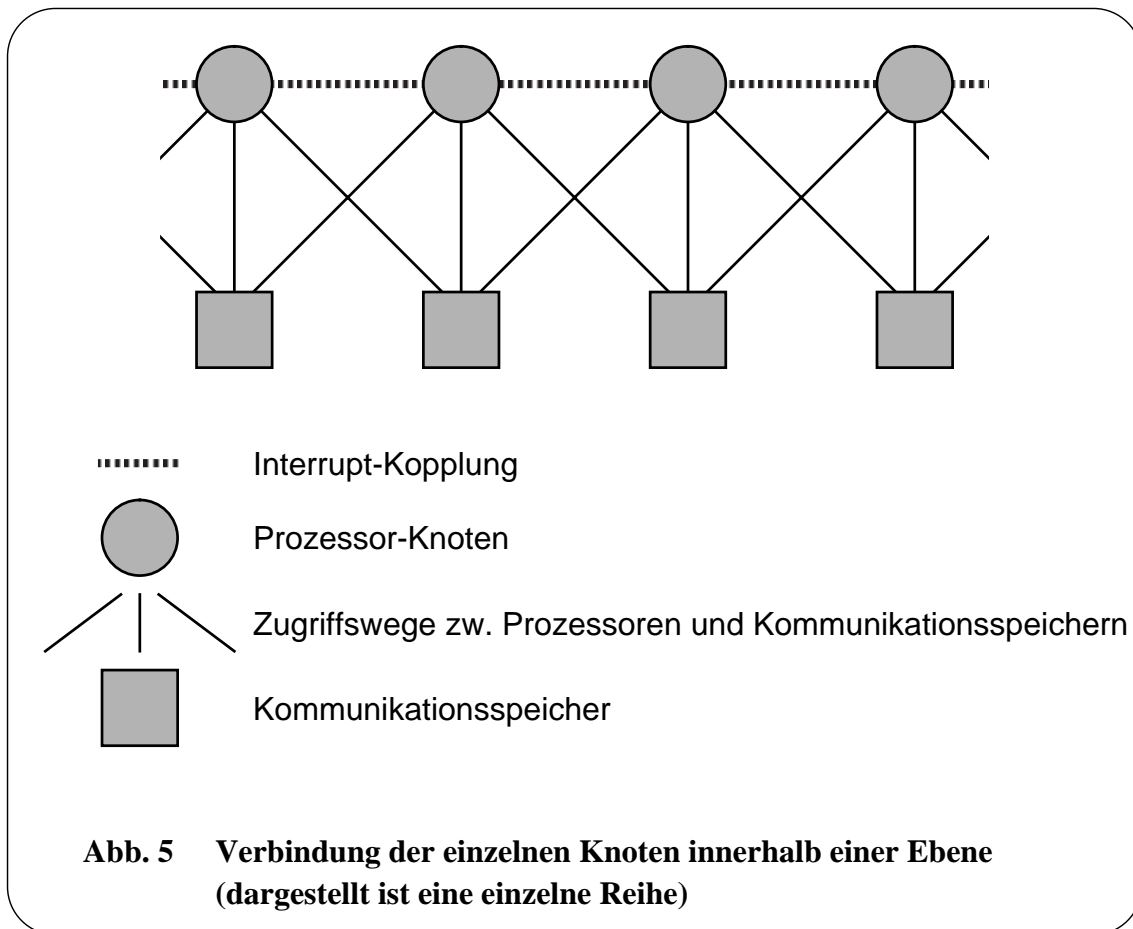 Interrupt-Kopplung
Prozessor-Knoten
Zugriffswege zw. Prozessoren und Kommunikationsspeichern
Kommunikationsspeicher
Abb. 5 Verbindung der einzelnen Knoten innerhalb einer Ebene
(dargestellt ist eine einzelne Reihe)